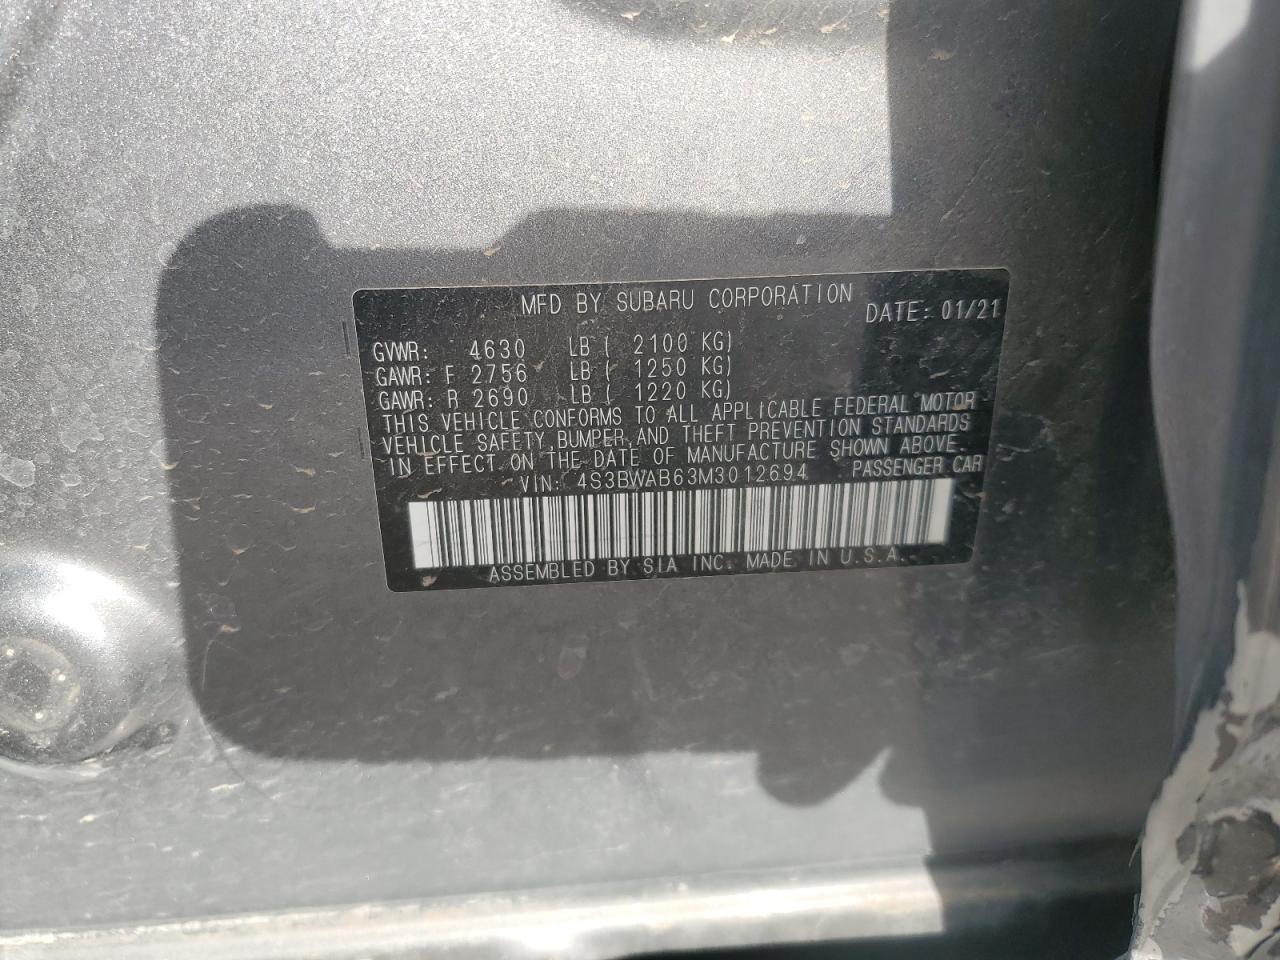 MFD BY SUBARU CORPORATION DATE: 01/21
GVWR: 4630 LB ( 2100 KG)
GAWR: F 2756 LB ( 1250 KG)
GAWR: R 2690 LB ( 1220 KG)
THIS VEHICLE CONFORMS TO ALL APPLICABLE FEDERAL MOTOR
VEHICLE SAFETY, BUMPER, AND THEFT PREVENTION STANDARDS
IN EFFECT ON THE DATE OF MANUFACTURE SHOWN ABOVE.
VIN: 4S3BWAB63M3012694 PASSENGER CAR
ASSEMBLED BY SIA INC. MADE IN U.S.A.